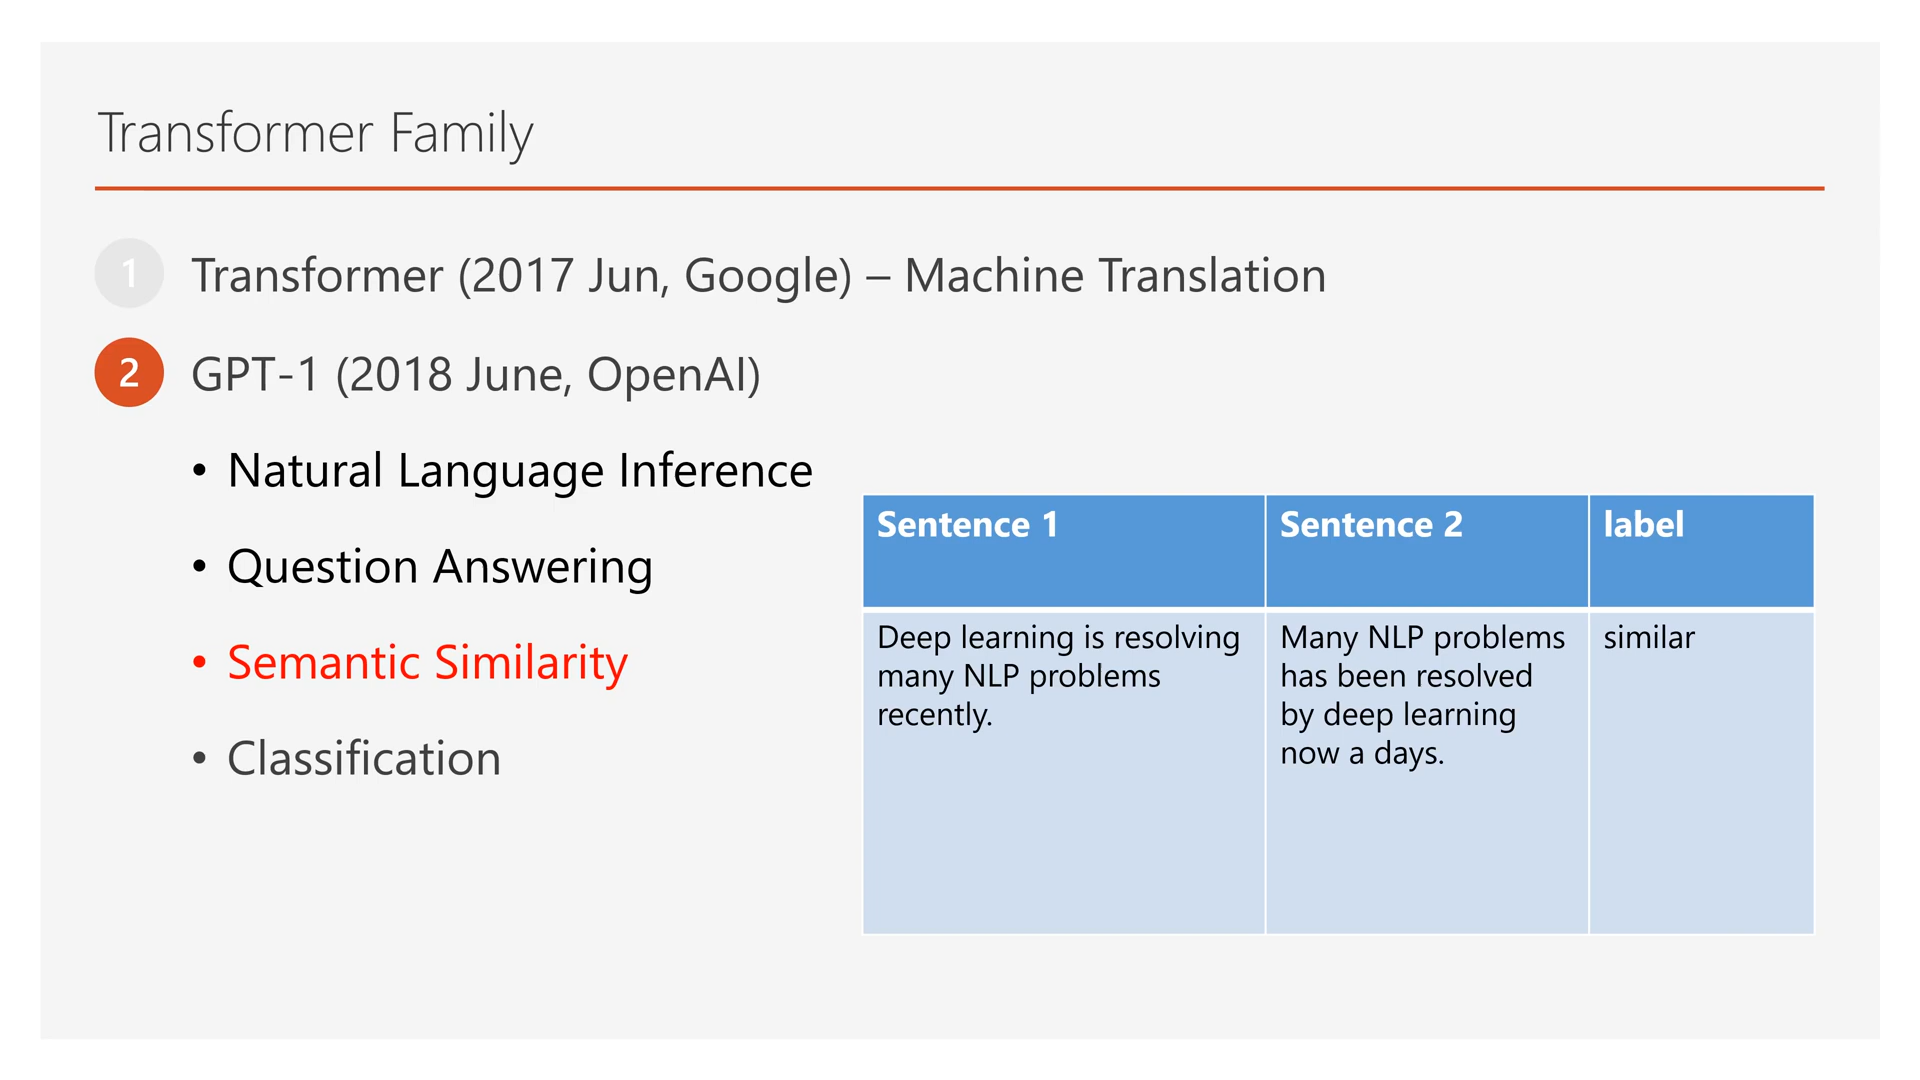 Transformer Family
1 Transformer (2017 Jun, Google) – Machine Translation
2 GPT-1 (2018 June, OpenAI)
• Natural Language Inference
• Question Answering
• Semantic Similarity
• Classification
Sentence 1 Sentence 2 label
Deep learning is resolving
many NLP problems
recently.
Many NLP problems
has been resolved
by deep learning
now a days.
similar